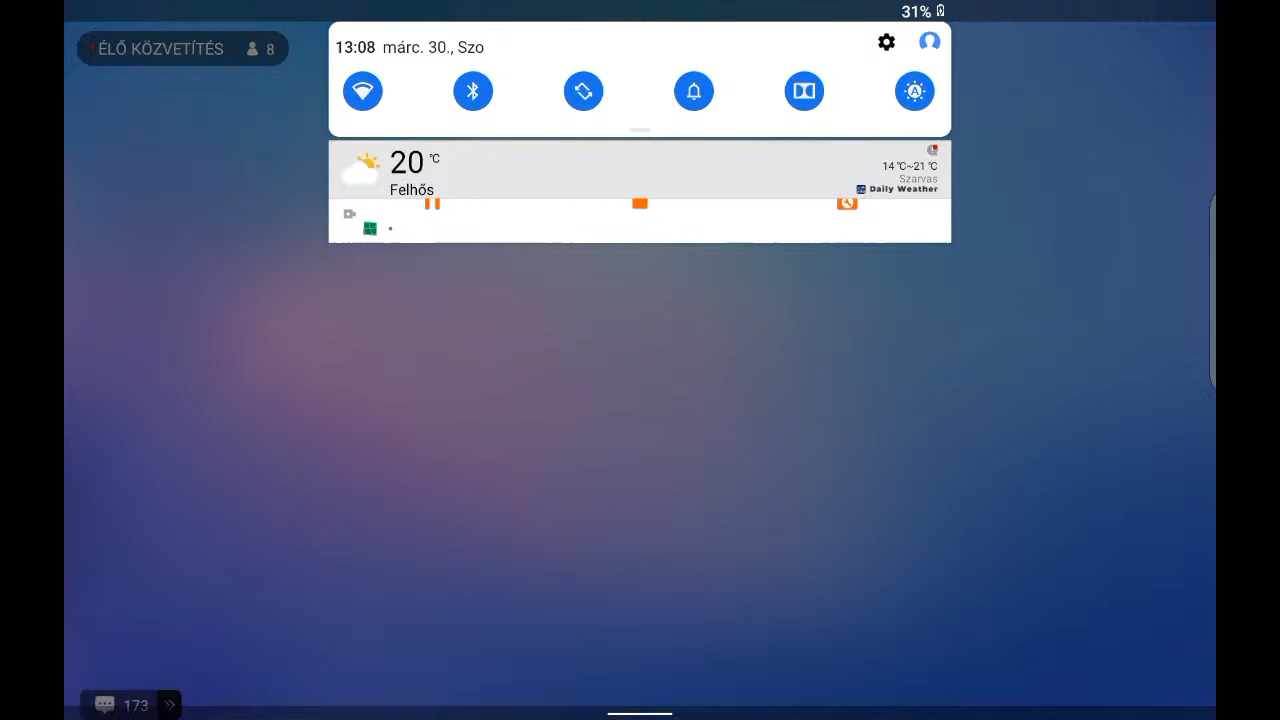 31%
ÉLŐ KÖZVETÍTÉS 8
13:08 márc. 30., Szo
20 °C
Felhős
14 °C~21 °C
Szarvas
Daily Weather
173